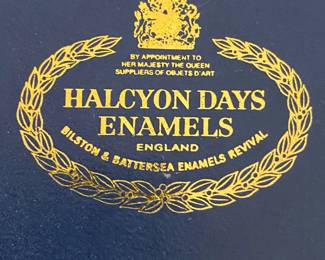 BY APPOINTMENT TO
HER MAJESTY THE QUEEN
SUPPLIERS OF OBJETS D'ART
HALCYON DAYS
ENAMELS
ENGLAND
BILSTON & BATTERSEA ENAMELS REVIVAL